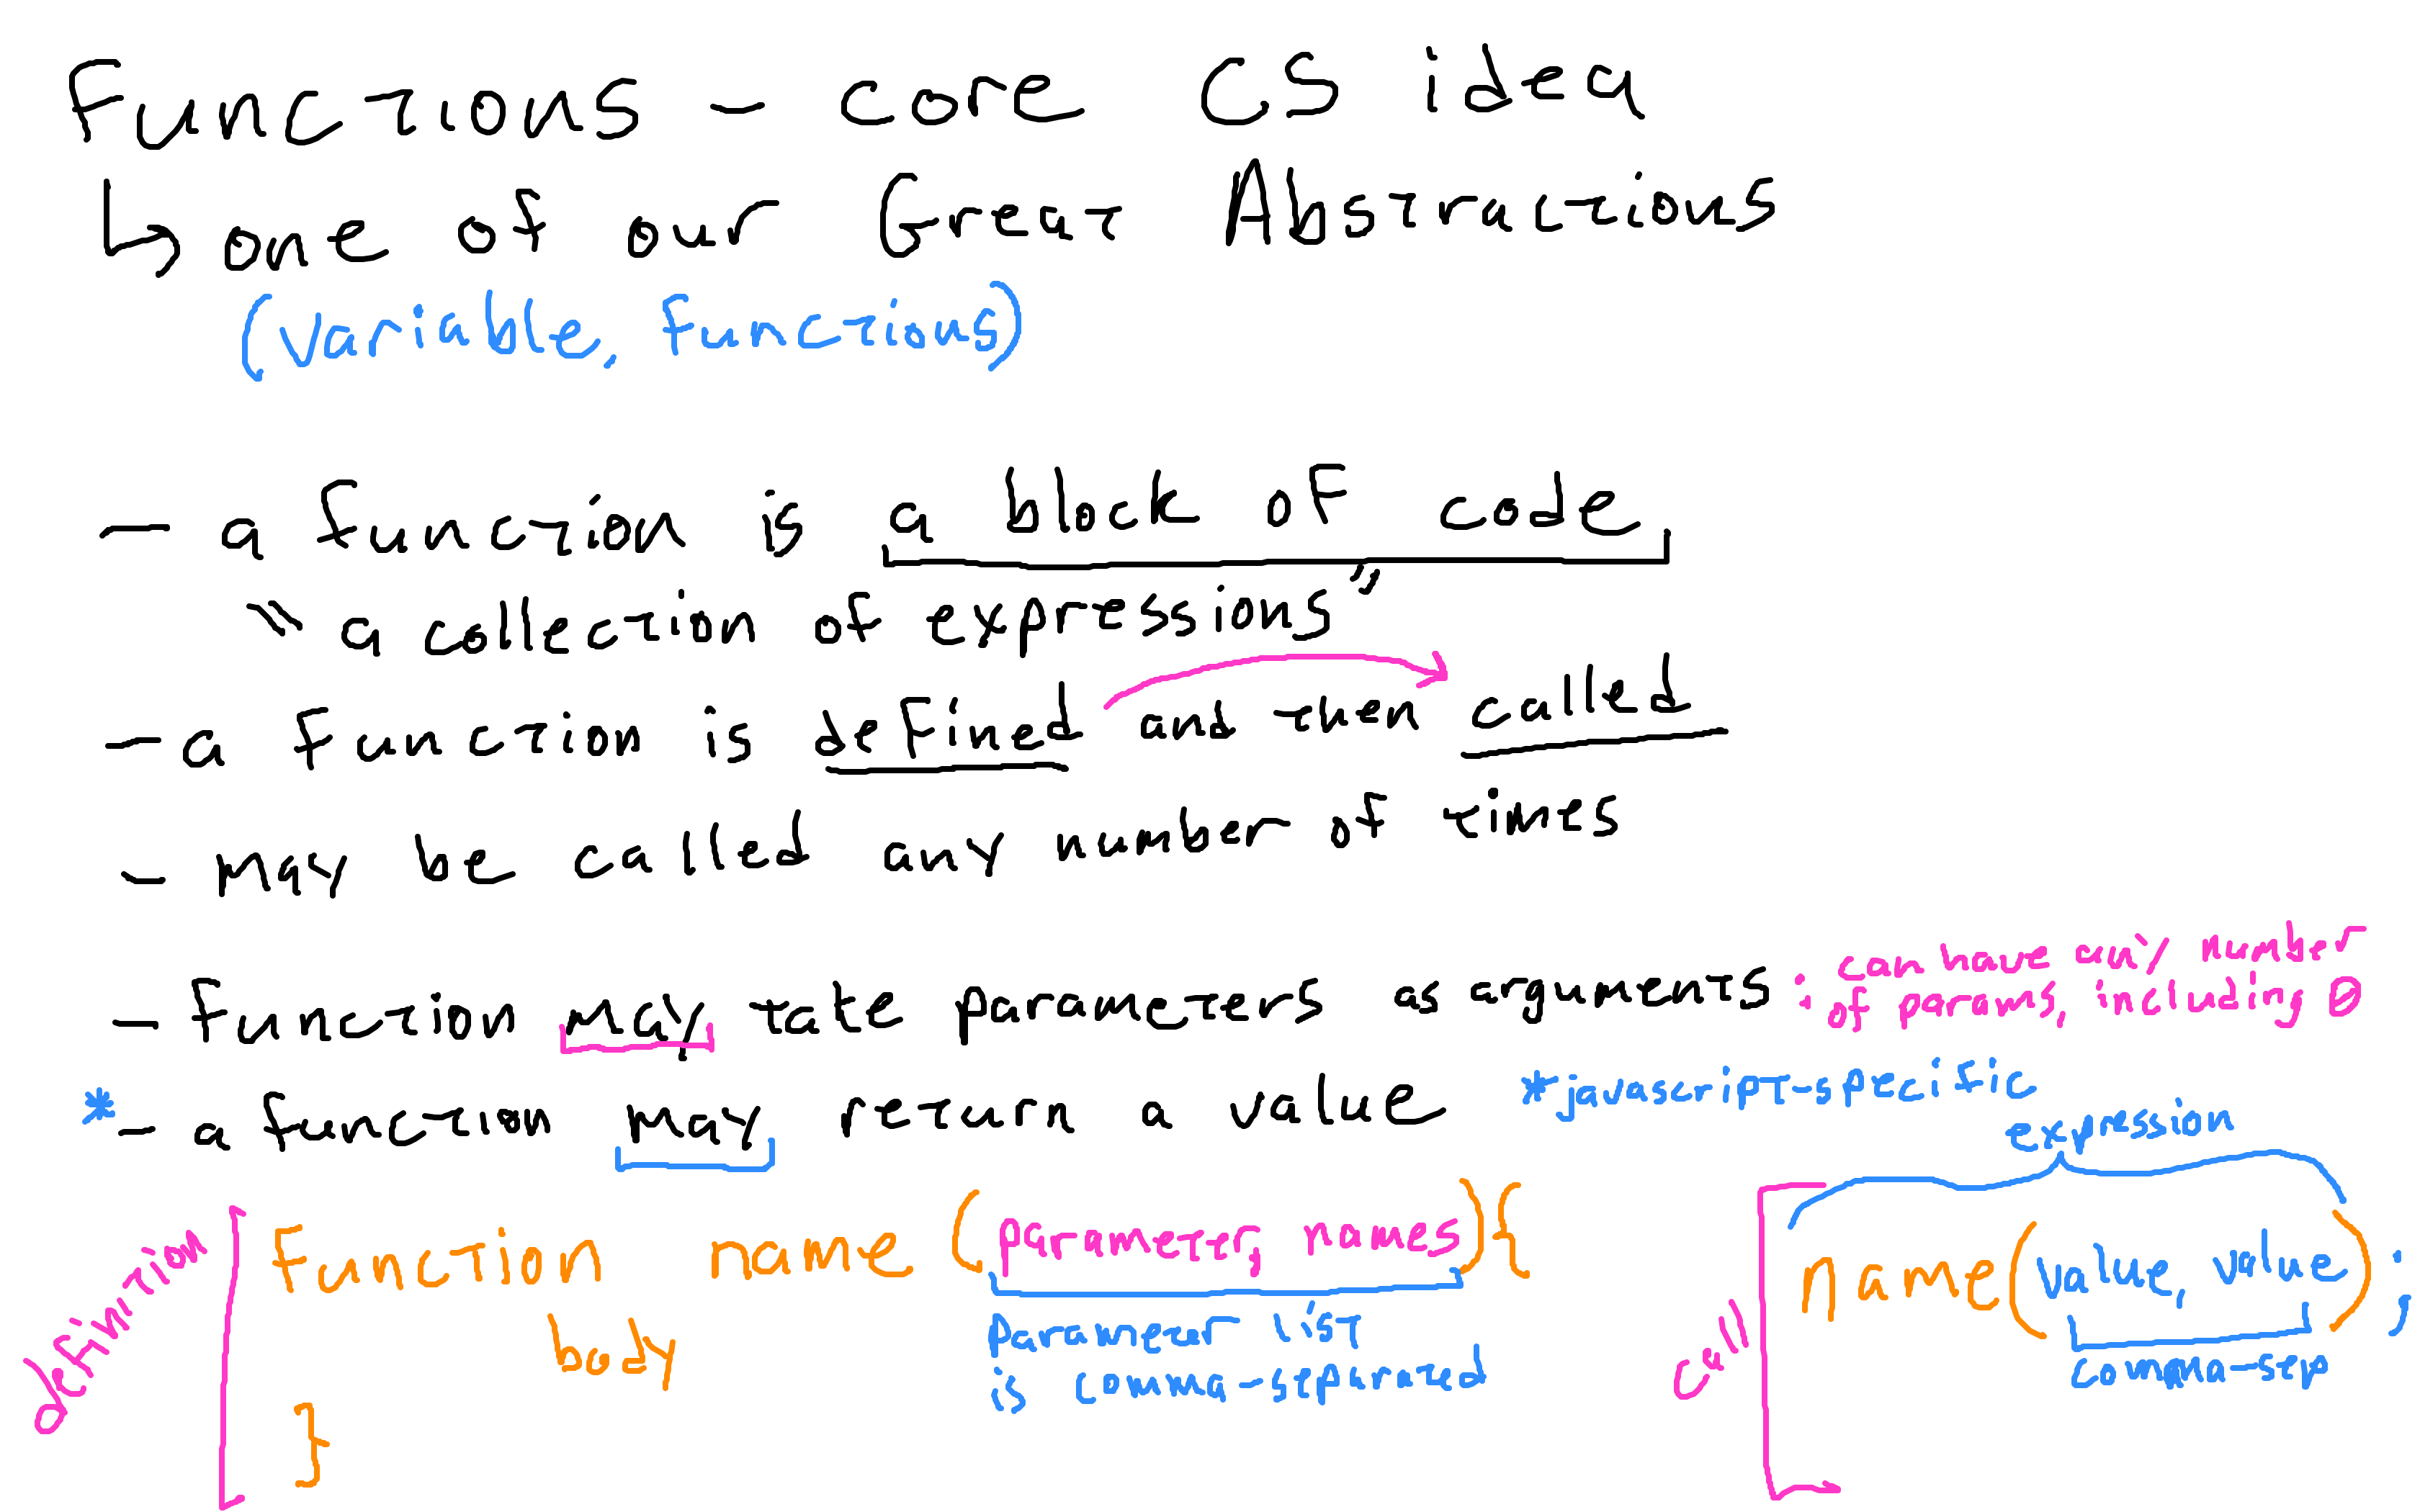 Functions - core CS idea
↳ one of our Great Abstractions
(variable, functions)
- a function is a block of code
"a collection of expressions"
- a function is defined and then called
- may be called any number of times
- function may take parameters as arguments : can have any number
of params, including 0
* - a function may return a value * javascript-specific
expression
definition
function name (parameter, names) {
body
}
parameter list
is comma-separated
call
name(value, value) ;
comma-sep